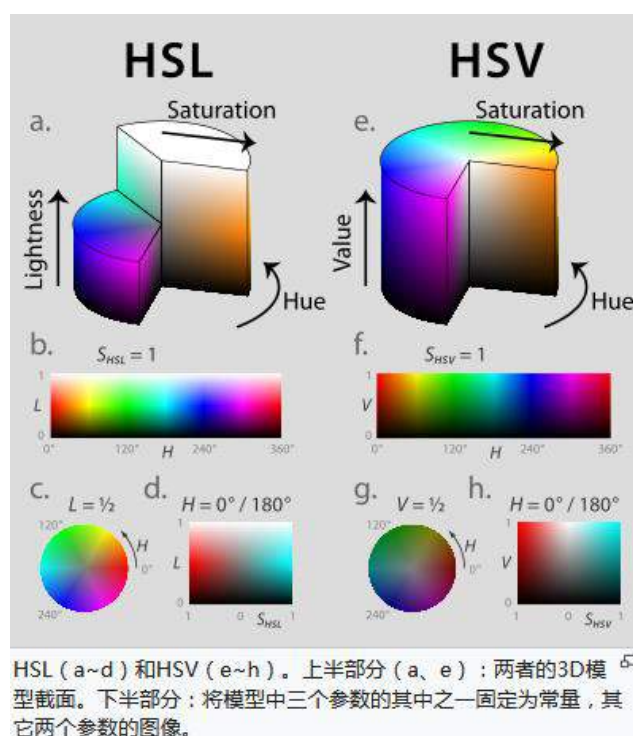 HSL
HSV
a.
Saturation
Lightness
Hue
e.
Saturation
Value
Hue
b.
S_HSL = 1
1
L
0
0°
120°
H
240°
360°
f.
S_HSV = 1
1
V
0
0°
120°
H
240°
360°
c.
L = ½
120°
H
0°
240°
d.
H = 0° / 180°
1
L
0
1
0
S_HSL
1
g.
V = ½
120°
H
0°
240°
h.
H = 0° / 180°
1
V
0
1
0
S_HSV
1
HSL(a~d)和HSV(e~h)。上半部分(a、e):两者的3D模
型截面。下半部分:将模型中三个参数的其中之一固定为常量,其
它两个参数的图像。